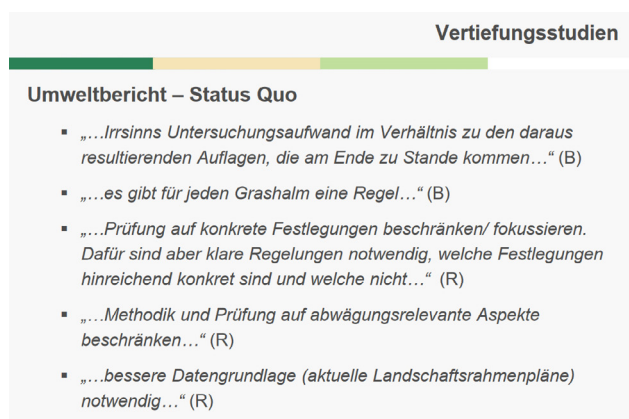 Vertiefungsstudien
Umweltbericht – Status Quo
▪ „…Irrsinns Untersuchungsaufwand im Verhältnis zu den daraus
resultierenden Auflagen, die am Ende zu Stande kommen…“ (B)
▪ „…es gibt für jeden Grashalm eine Regel…“ (B)
▪ „…Prüfung auf konkrete Festlegungen beschränken/ fokussieren.
Dafür sind aber klare Regelungen notwendig, welche Festlegungen
hinreichend konkret sind und welche nicht…“ (R)
▪ „…Methodik und Prüfung auf abwägungsrelevante Aspekte
beschränken…“ (R)
▪ „…bessere Datengrundlage (aktuelle Landschaftsrahmenpläne)
notwendig…“ (R)